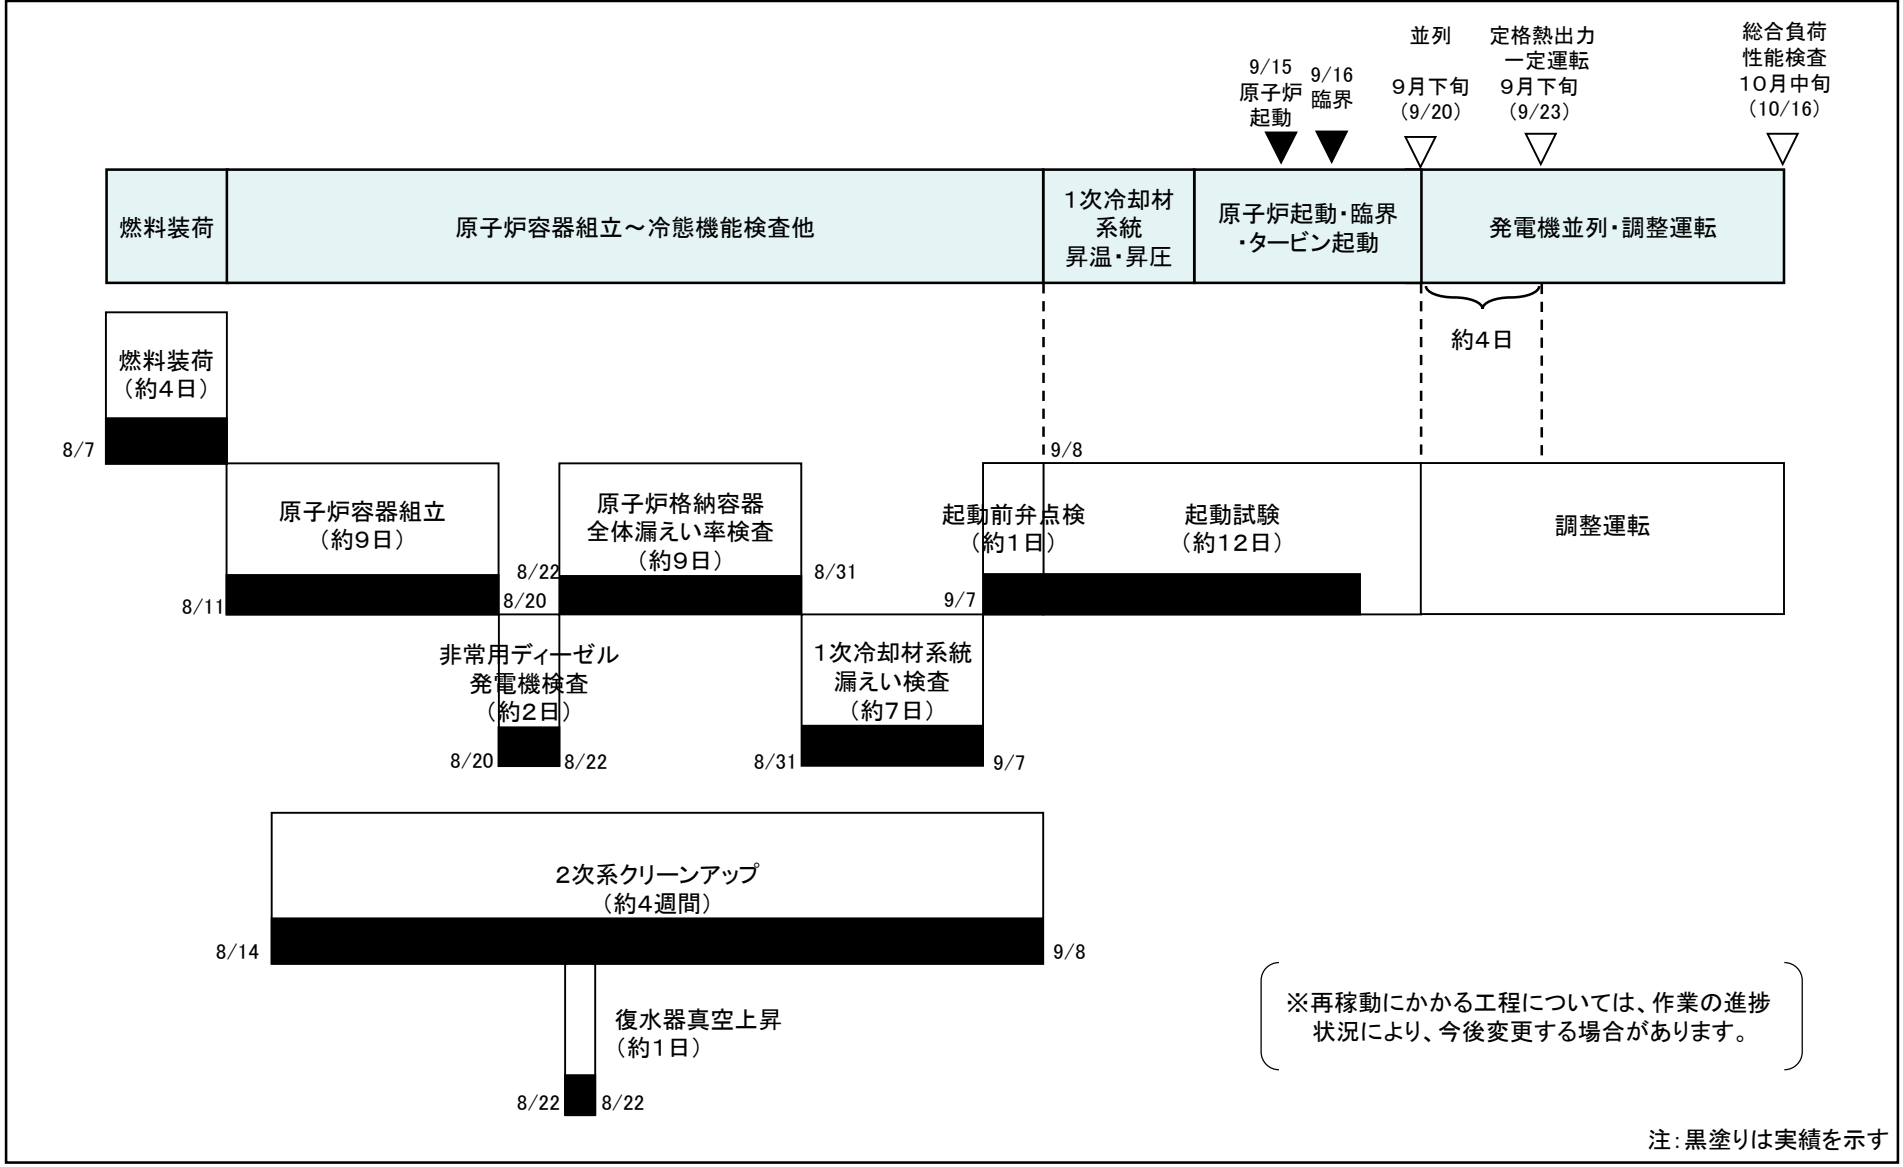 9/15
原子炉
起動
9/16
臨界
並列
9月下旬
(9/20)
定格熱出力
一定運転
9月下旬
(9/23)
総合負荷
性能検査
10月中旬
(10/16)
燃料装荷
原子炉容器組立～冷態機能検査他
1次冷却材
系統
昇温・昇圧
原子炉起動・臨界
・タービン起動
発電機並列・調整運転
約4日
燃料装荷
(約4日)
8/7
9/8
原子炉容器組立
(約9日)
8/11
8/20
8/22
原子炉格納容器
全体漏えい率検査
(約9日)
8/31
起動前弁点検
(約1日)
9/7
起動試験
(約12日)
調整運転
非常用ディーゼル
発電機検査
(約2日)
8/20
8/22
1次冷却材系統
漏えい検査
(約7日)
8/31
9/7
2次系クリーンアップ
(約4週間)
8/14
9/8
復水器真空上昇
(約1日)
8/22
8/22
※再稼動にかかる工程については、作業の進捗
状況により、今後変更する場合があります。
注：黒塗りは実績を示す